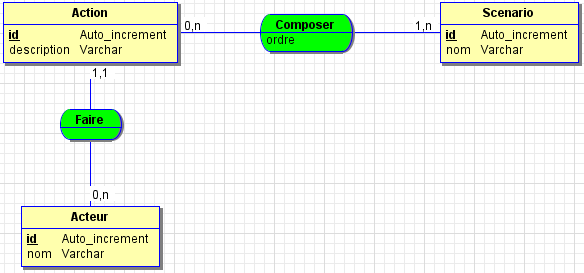 Action
id Auto_increment
description Varchar
0,n
Composer
ordre
1,n
Scenario
id Auto_increment
nom Varchar
1,1
Faire
0,n
Acteur
id Auto_increment
nom Varchar